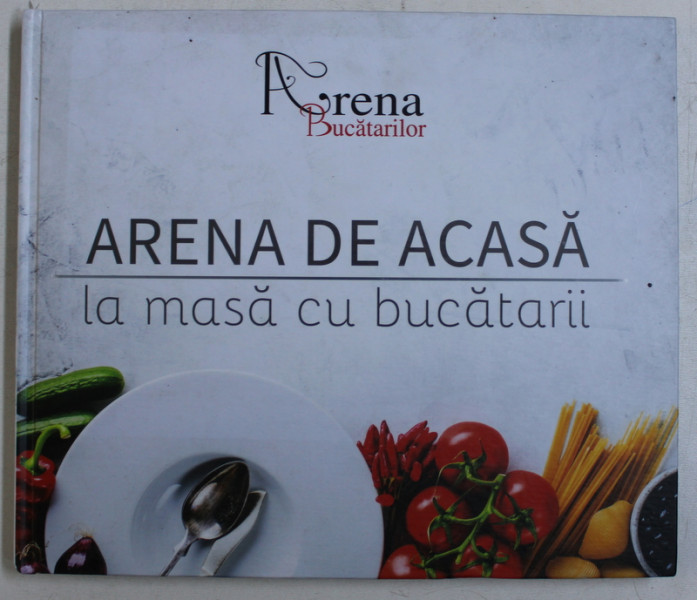 Arena
Bucătarilor
ARENA DE ACASĂ
la masă cu bucătarii